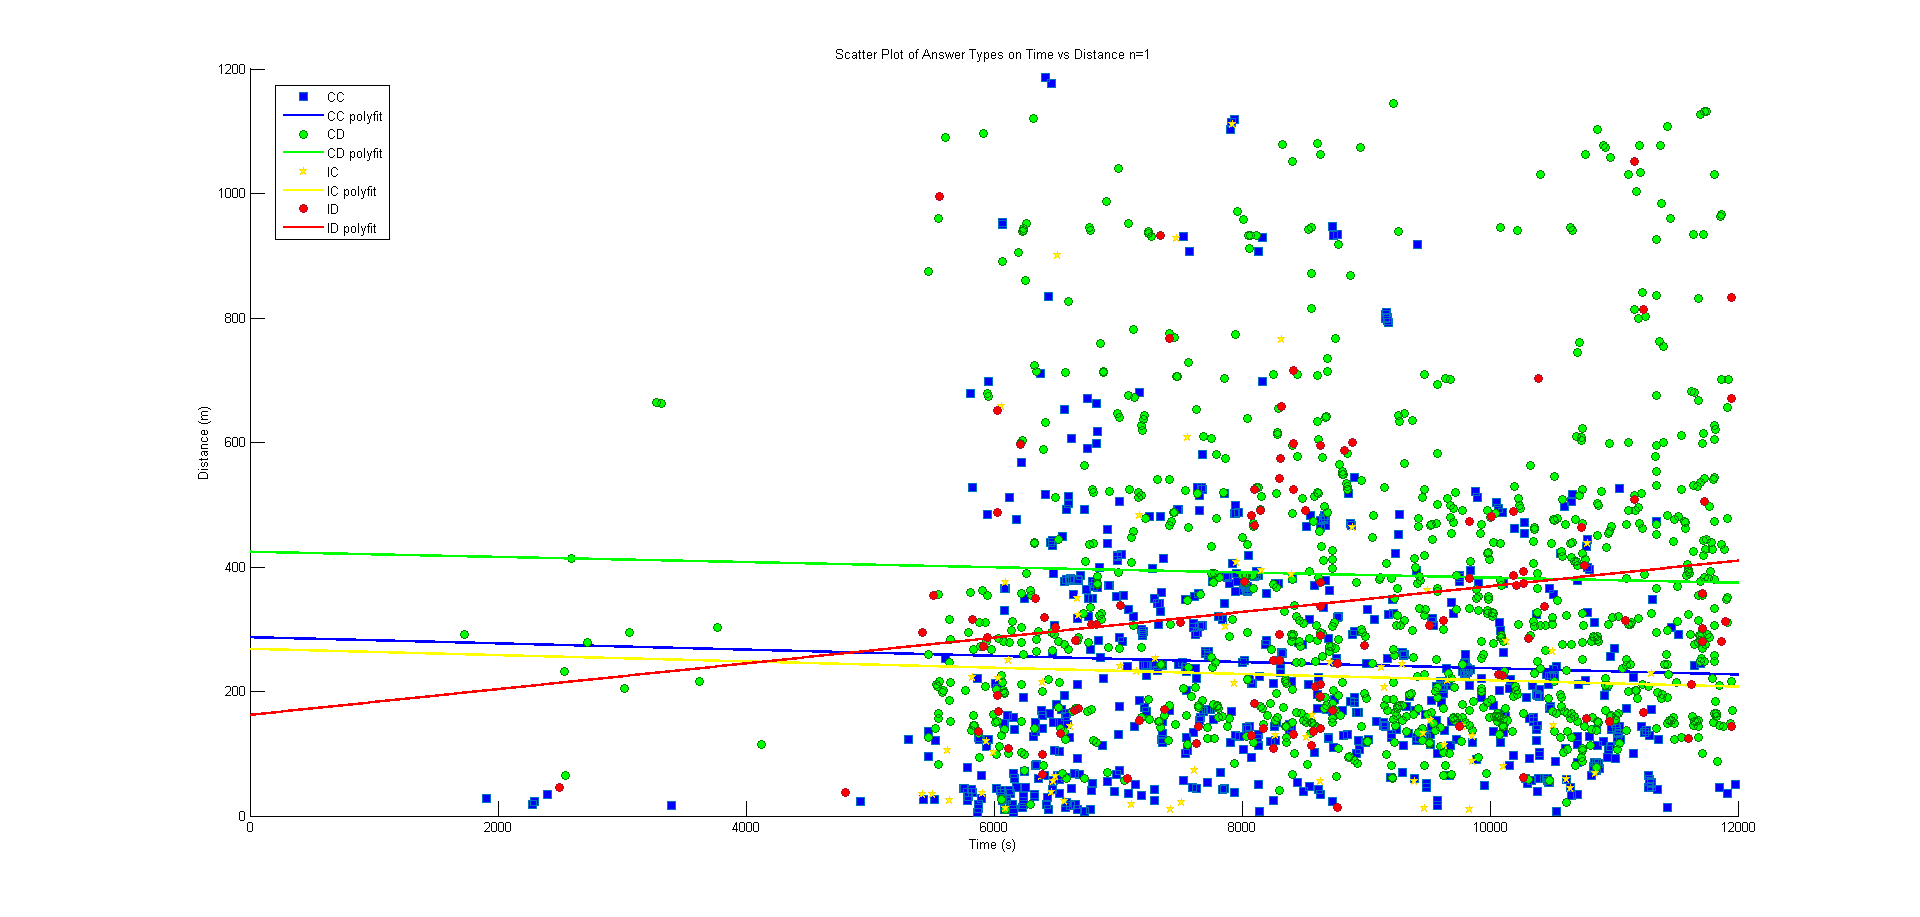 Scatter Plot of Answer Types on Time vs Distance n=1
1200
1000
800
600
400
200
0
Distance (m)
CC
CC polyfit
CD
CD polyfit
IC
IC polyfit
ID
ID polyfit
0 2000 4000 6000 8000 10000 12000
Time (s)